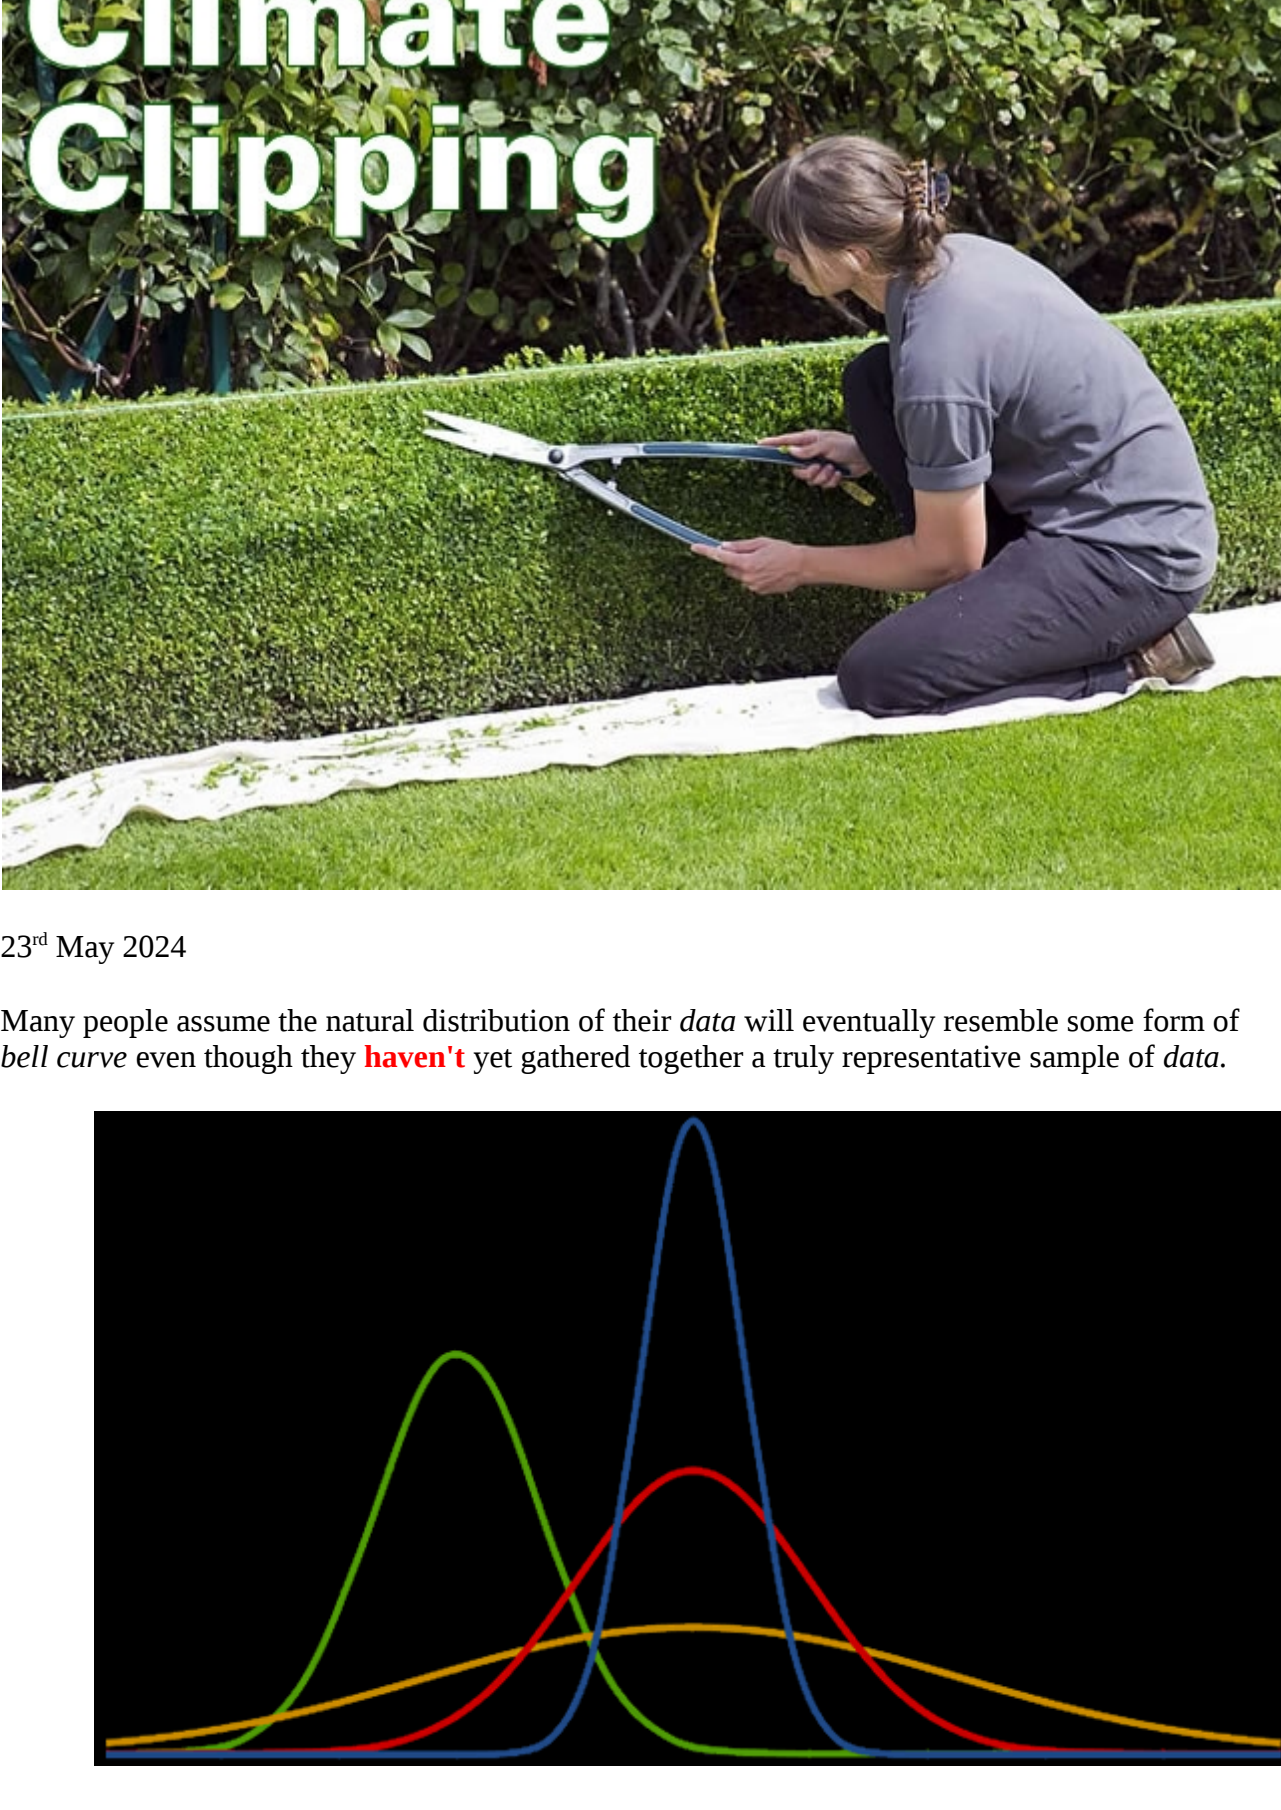 Climate
Clipping
23rd May 2024
Many people assume the natural distribution of their data will eventually resemble some form of
bell curve even though they haven't yet gathered together a truly representative sample of data.